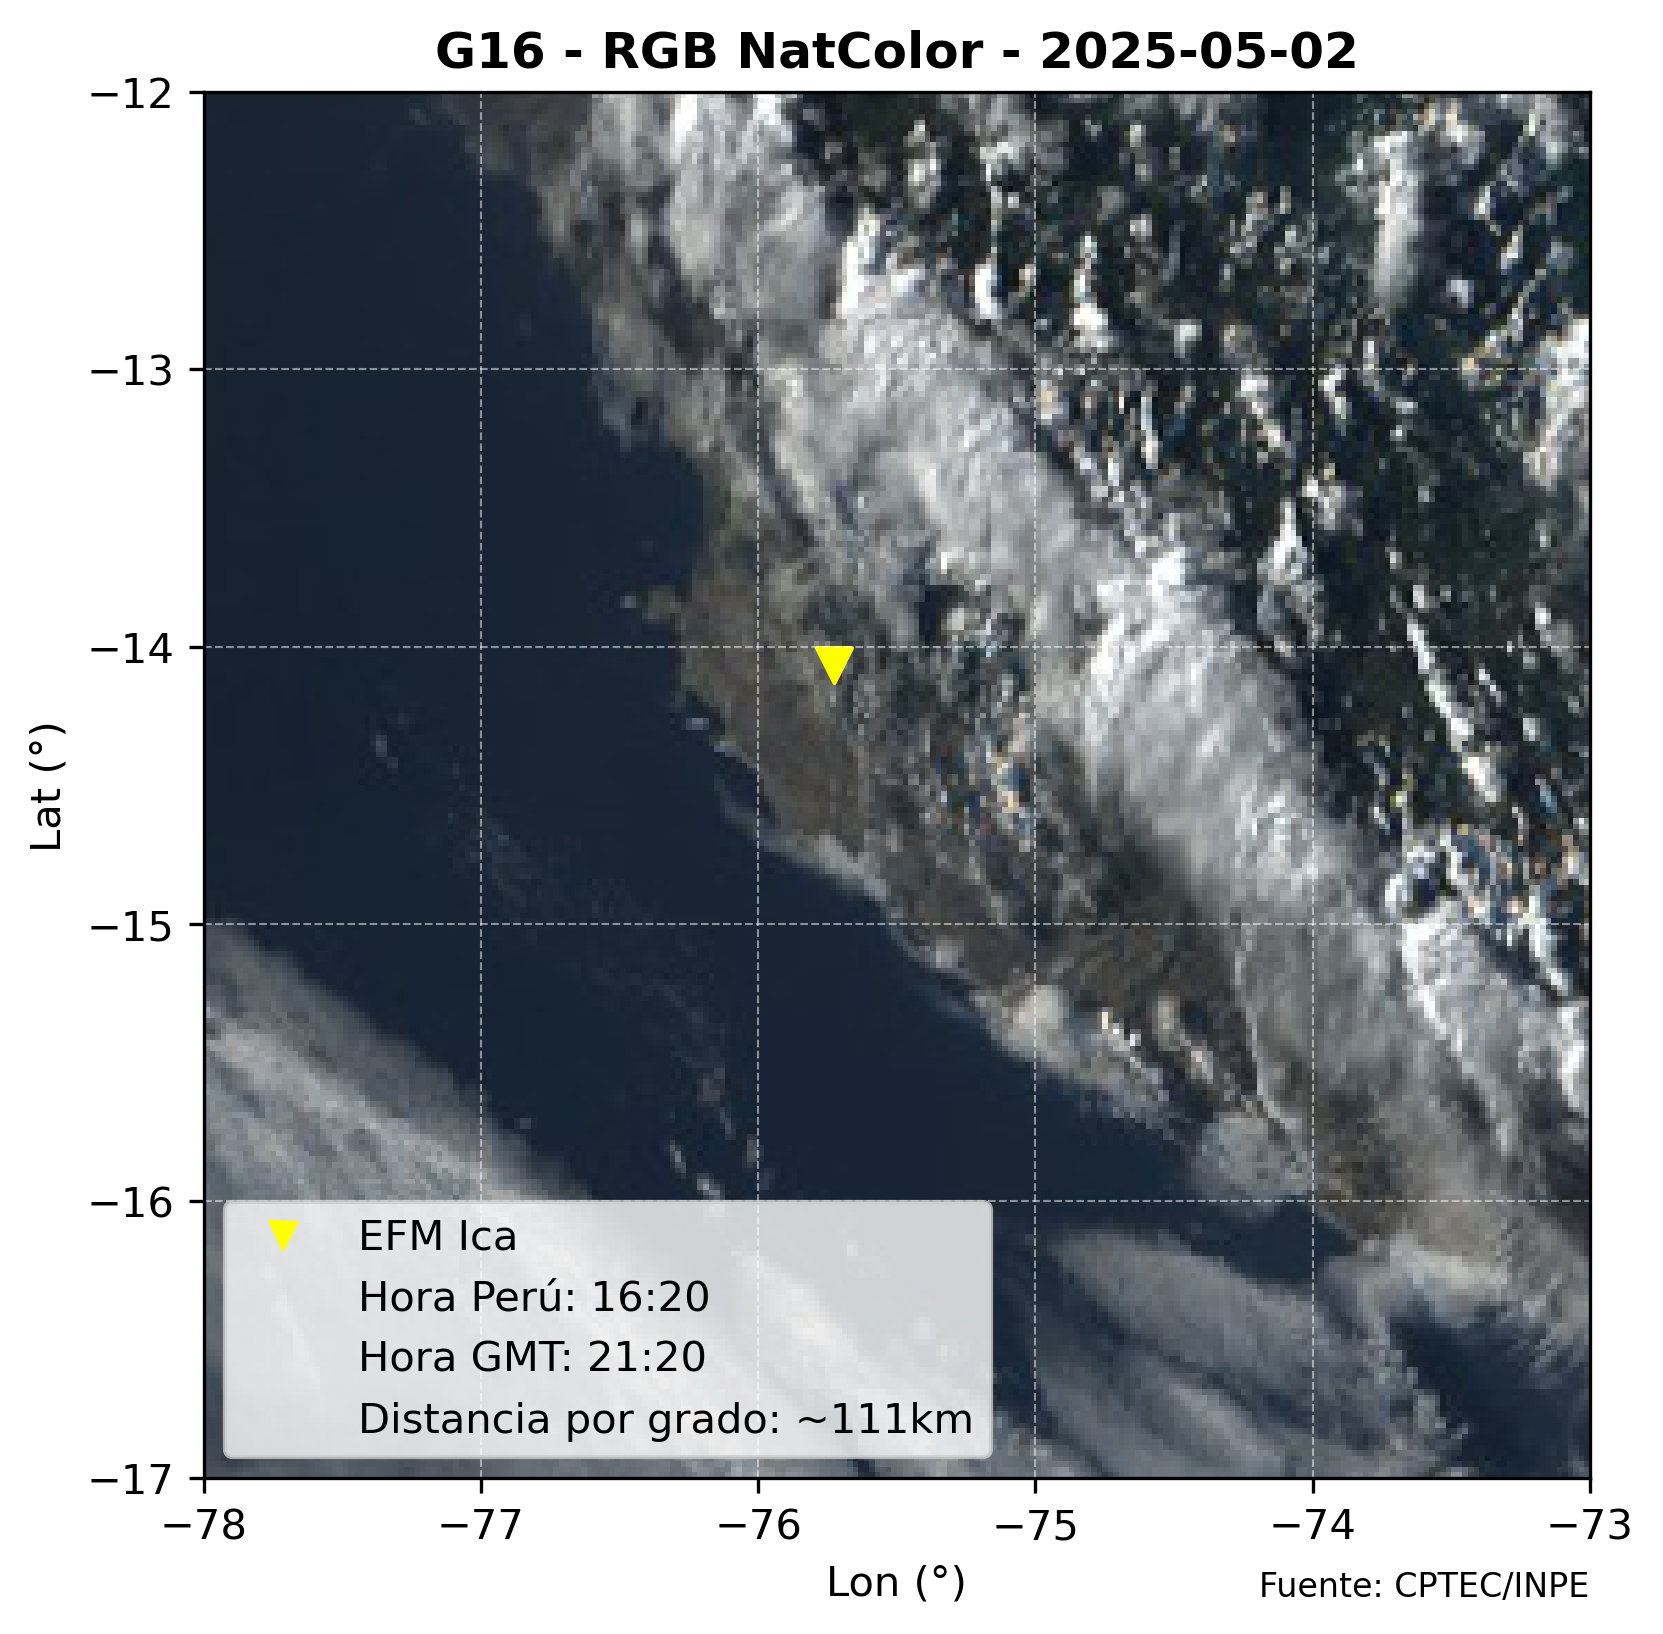 G16 - RGB NatColor - 2025-05-02
−12
−13
−14
−15
−16
−17
Lat (°)
EFM Ica
Hora Perú: 16:20
Hora GMT: 21:20
Distancia por grado: ~111km
−78
−77
−76
−75
−74
−73
Lon (°)
Fuente: CPTEC/INPE